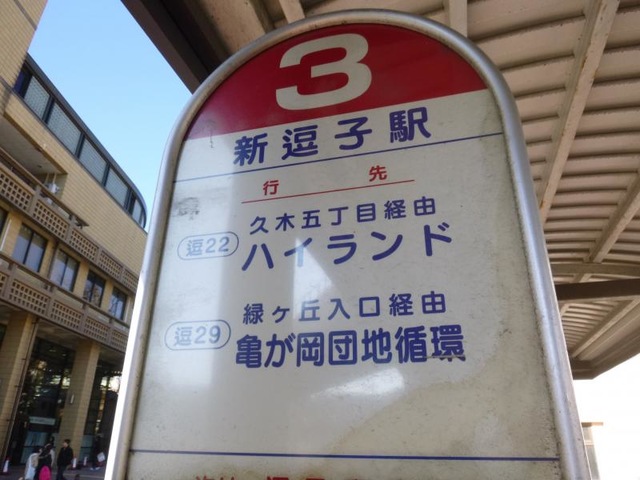 3
新逗子駅
行先
久木五丁目経由
逗22 ハイランド
緑ヶ丘入口経由
逗29 亀が岡団地循環